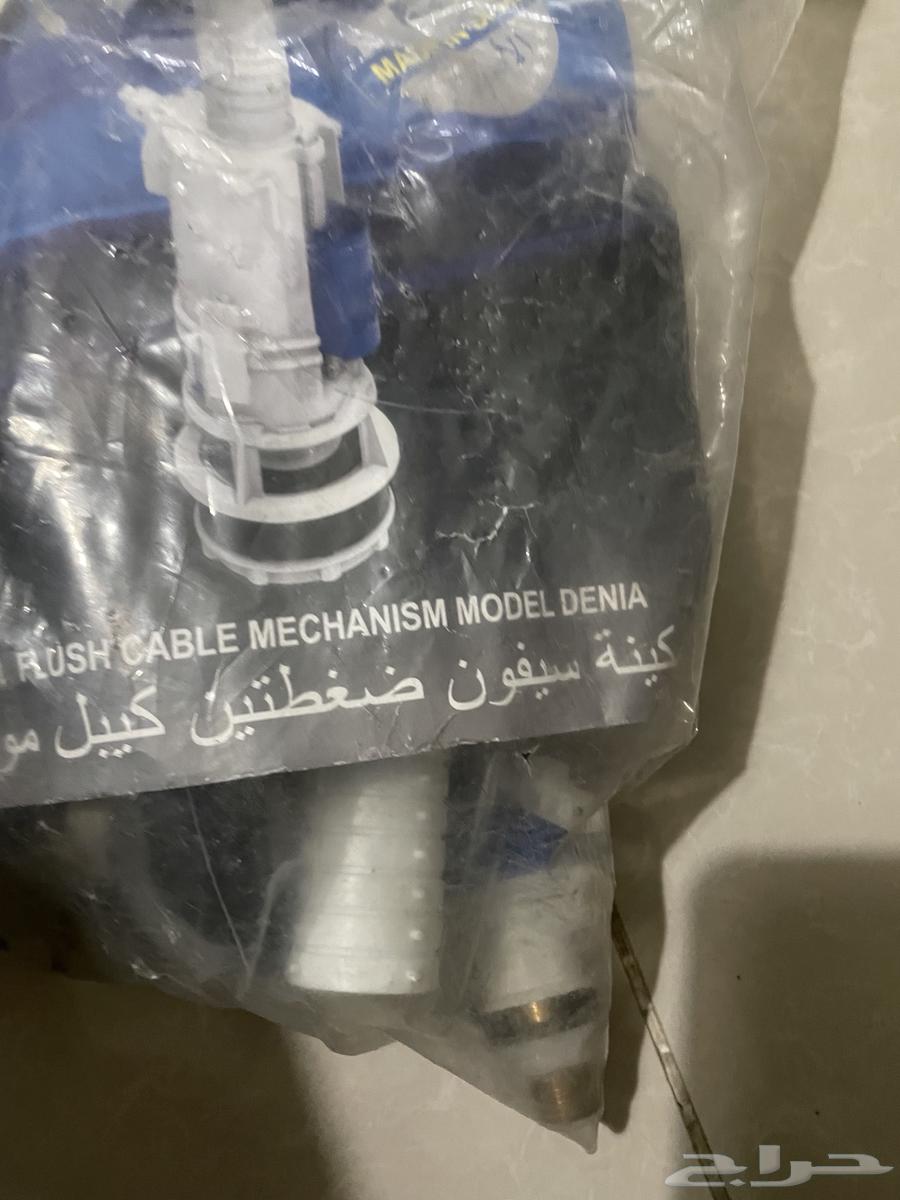 FLUSH CABLE MECHANISM MODEL DENIA
كينة سيفون ضغطتين كيبل
حراج